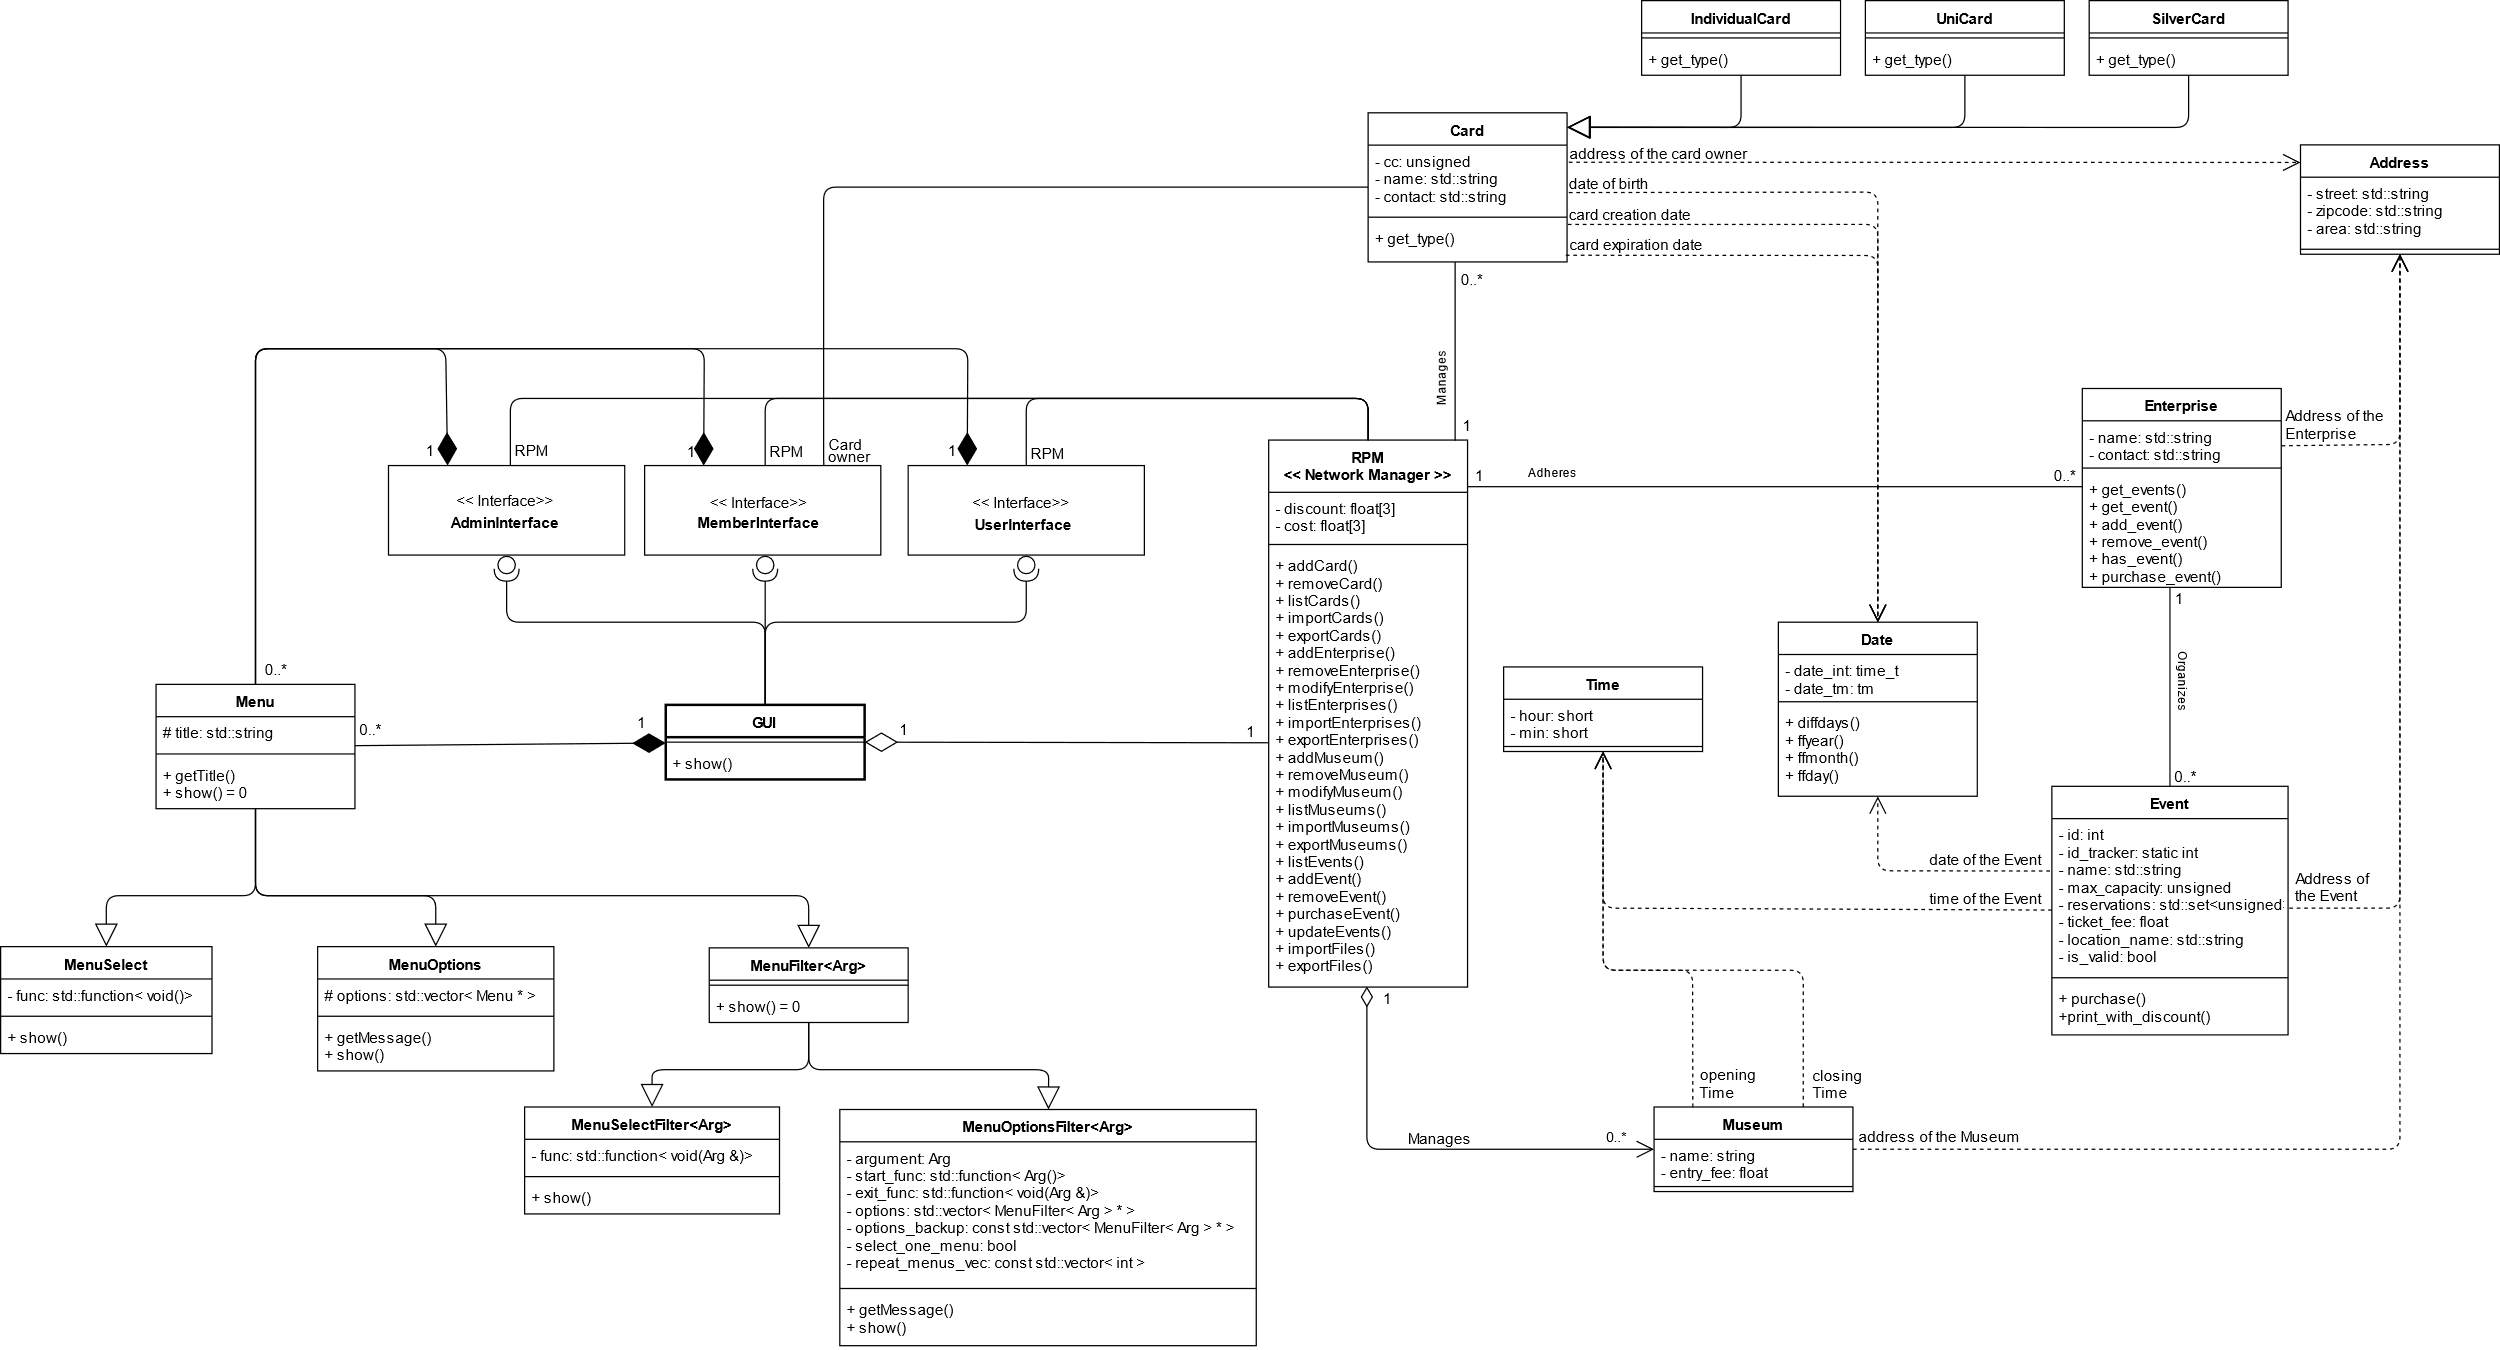 IndividualCard
+ get_type()
UniCard
+ get_type()
SilverCard
+ get_type()
Card
- cc: unsigned
- name: std::string
- contact: std::string
+ get_type()
address of the card owner
date of birth
card creation date
card expiration date
Address
- street: std::string
- zipcode: std::string
- area: std::string
0..*
Manages
1
1
RPM
1
RPM
Card
owner
1
RPM
<< Interface>>
AdminInterface
<< Interface>>
MemberInterface
<< Interface>>
UserInterface
RPM
<< Network Manager >>
- discount: float[3]
- cost: float[3]
+ addCard()
+ removeCard()
+ listCards()
+ importCards()
+ exportCards()
+ addEnterprise()
+ removeEnterprise()
+ modifyEnterprise()
+ listEnterprises()
+ importEnterprises()
+ exportEnterprises()
+ addMuseum()
+ removeMuseum()
+ modifyMuseum()
+ listMuseums()
+ importMuseums()
+ exportMuseums()
+ listEvents()
+ addEvent()
+ removeEvent()
+ purchaseEvent()
+ updateEvents()
+ importFiles()
+ exportFiles()
1
Adheres
0..*
Enterprise
- name: std::string
- contact: std::string
+ get_events()
+ get_event()
+ add_event()
+ remove_event()
+ has_event()
+ purchase_event()
Address of the
Enterprise
1
Organizes
0..*
0..*
Menu
# title: std::string
+ getTitle()
+ show() = 0
0..*
1
GUI
+ show()
1
1
Time
- hour: short
- min: short
Date
- date_int: time_t
- date_tm: tm
+ diffdays()
+ ffyear()
+ ffmonth()
+ ffday()
Event
- id: int
- id_tracker: static int
- name: std::string
- max_capacity: unsigned
- reservations: std::set<unsigned
- ticket_fee: float
- location_name: std::string
- is_valid: bool
+ purchase()
+print_with_discount()
date of the Event
time of the Event
Address of
the Event
MenuSelect
- func: std::function< void()>
+ show()
MenuOptions
# options: std::vector< Menu * >
+ getMessage()
+ show()
MenuFilter<Arg>
+ show() = 0
MenuSelectFilter<Arg>
- func: std::function< void(Arg &)>
+ show()
MenuOptionsFilter<Arg>
- argument: Arg
- start_func: std::function< Arg()>
- exit_func: std::function< void(Arg &)>
- options: std::vector< MenuFilter< Arg > * >
- options_backup: const std::vector< MenuFilter< Arg > * >
- select_one_menu: bool
- repeat_menus_vec: const std::vector< int >
+ getMessage()
+ show()
1
Manages
0..*
opening
Time
closing
Time
Museum
- name: string
- entry_fee: float
address of the Museum